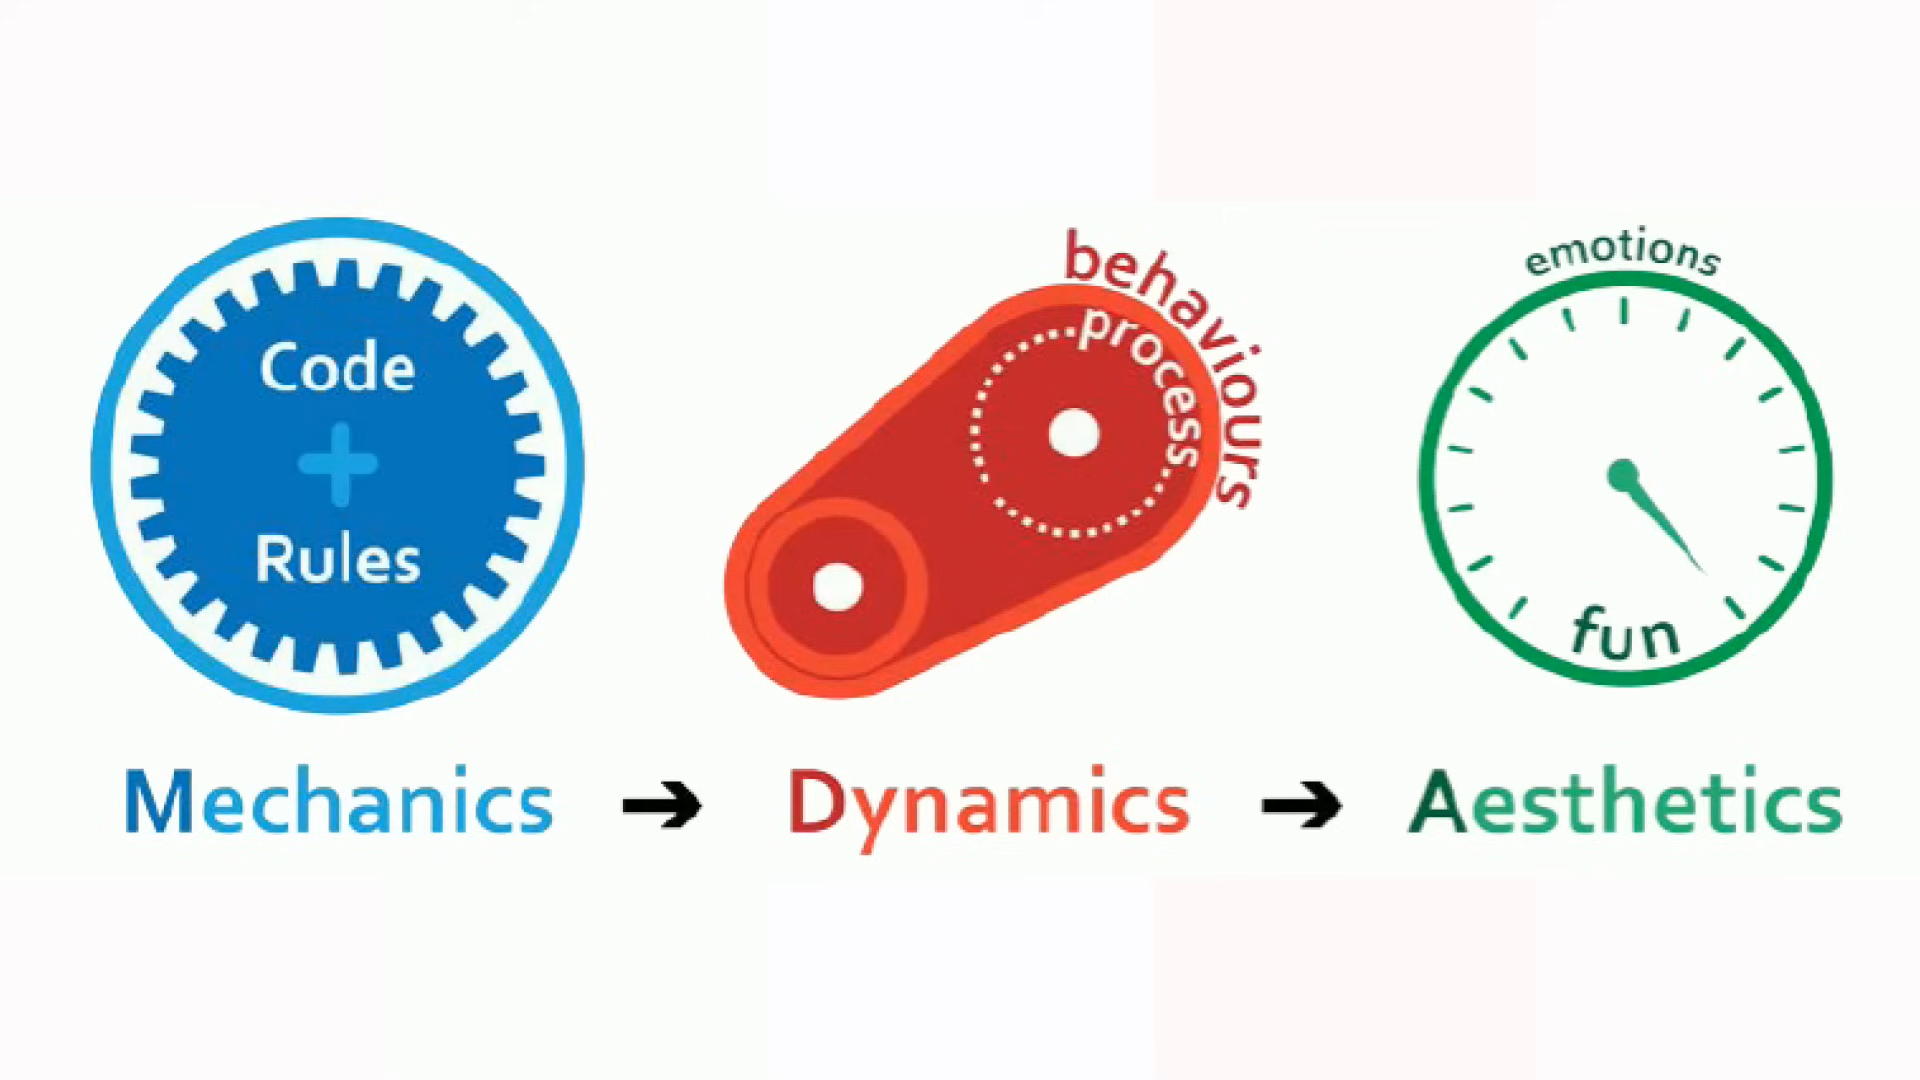 Code
+
Rules
behaviours
process
emotions
fun
Mechanics ➔ Dynamics ➔ Aesthetics